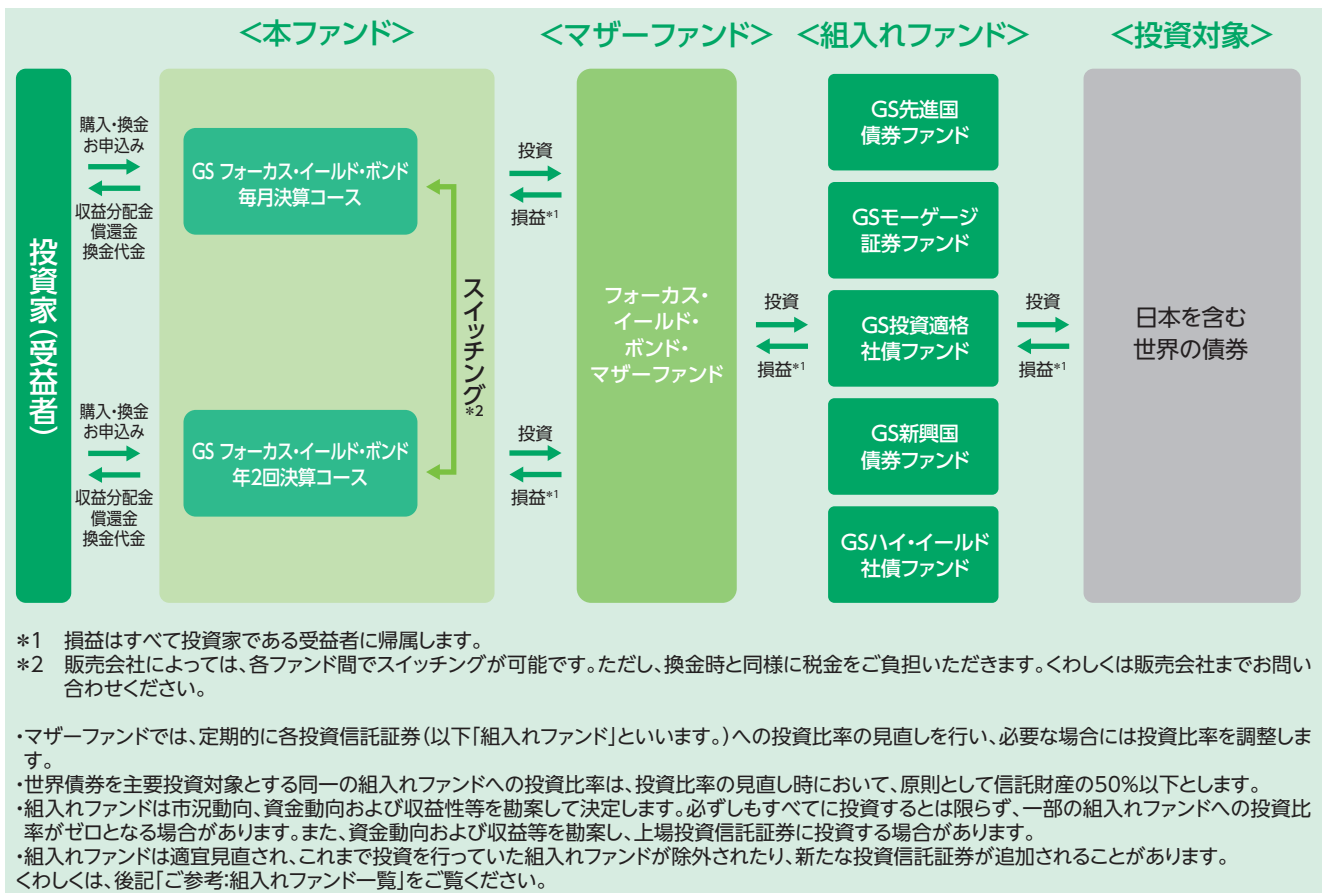 <本ファンド>
<マザーファンド>
<組入れファンド>
<投資対象>
投資家(受益者)
購入・換金
お申込み
収益分配金
償還金
換金代金
GS フォーカス・イールド・ボンド
毎月決算コース
スイッチング*2
購入・換金
お申込み
収益分配金
償還金
換金代金
GS フォーカス・イールド・ボンド
年2回決算コース
投資
損益*1
投資
損益*1
フォーカス・
イールド・
ボンド・
マザーファンド
投資
損益*1
GS先進国
債券ファンド
GSモーゲージ
証券ファンド
GS投資適格
社債ファンド
GS新興国
債券ファンド
GSハイ・イールド
社債ファンド
投資
損益*1
日本を含む
世界の債券
*1 損益はすべて投資家である受益者に帰属します。
*2 販売会社によっては、各ファンド間でスイッチングが可能です。ただし、換金時と同様に税金をご負担いただきます。くわしくは販売会社までお問い
合わせください。
・マザーファンドでは、定期的に各投資信託証券(以下「組入れファンド」といいます。)への投資比率の見直しを行い、必要な場合には投資比率を調整しま
す。
・世界債券を主要投資対象とする同一の組入れファンドへの投資比率は、投資比率の見直し時において、原則として信託財産の50%以下とします。
・組入れファンドは市況動向、資金動向および収益性等を勘案して決定します。必ずしもすべてに投資するとは限らず、一部の組入れファンドへの投資比
率がゼロとなる場合があります。また、資金動向および収益等を勘案し、上場投資信託証券に投資する場合があります。
・組入れファンドは適宜見直され、これまで投資を行っていた組入れファンドが除外されたり、新たな投資信託証券が追加されることがあります。
くわしくは、後記「ご参考:組入れファンド一覧」をご覧ください。